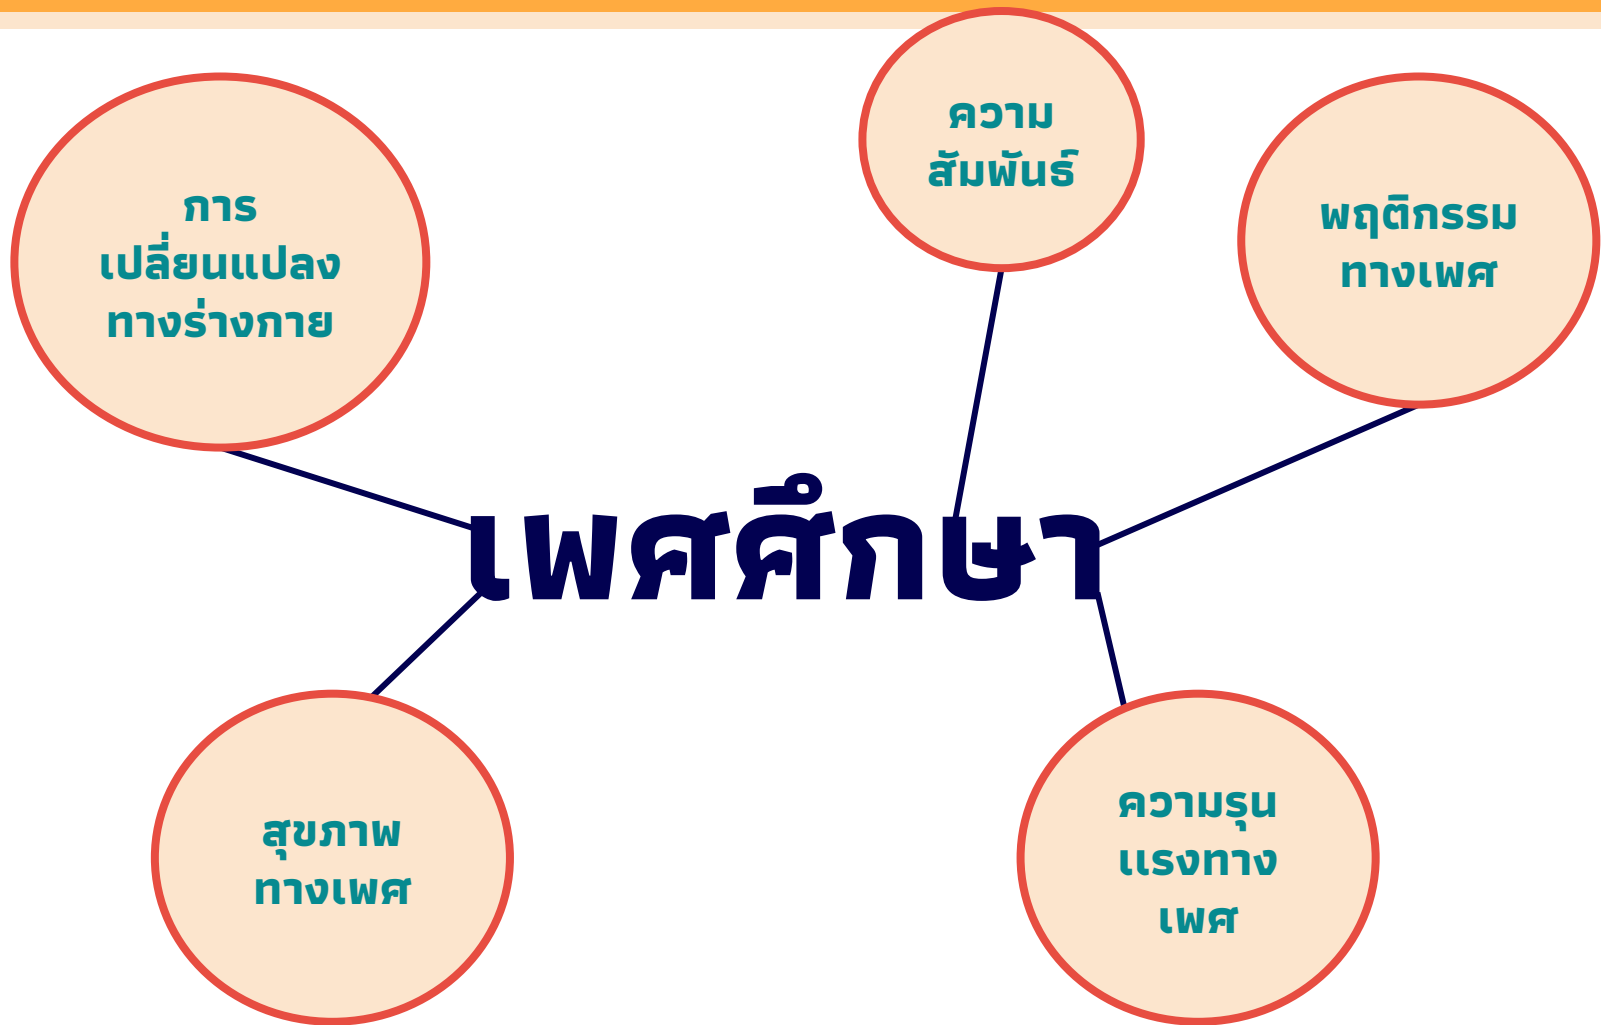 การ
เปลี่ยนแปลง
ทางร่างกาย
ความ
สัมพันธ์
พฤติกรรม
ทางเพศ
เพศศึกษา
สุขภาพ
ทางเพศ
ความรุน
แรงทาง
เพศ